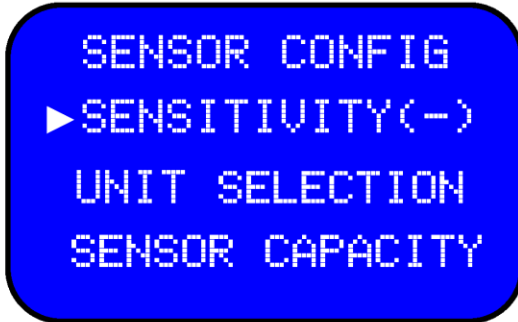 SENSOR CONFIG
▶SENSITIVITY(-)
UNIT SELECTION
SENSOR CAPACITY